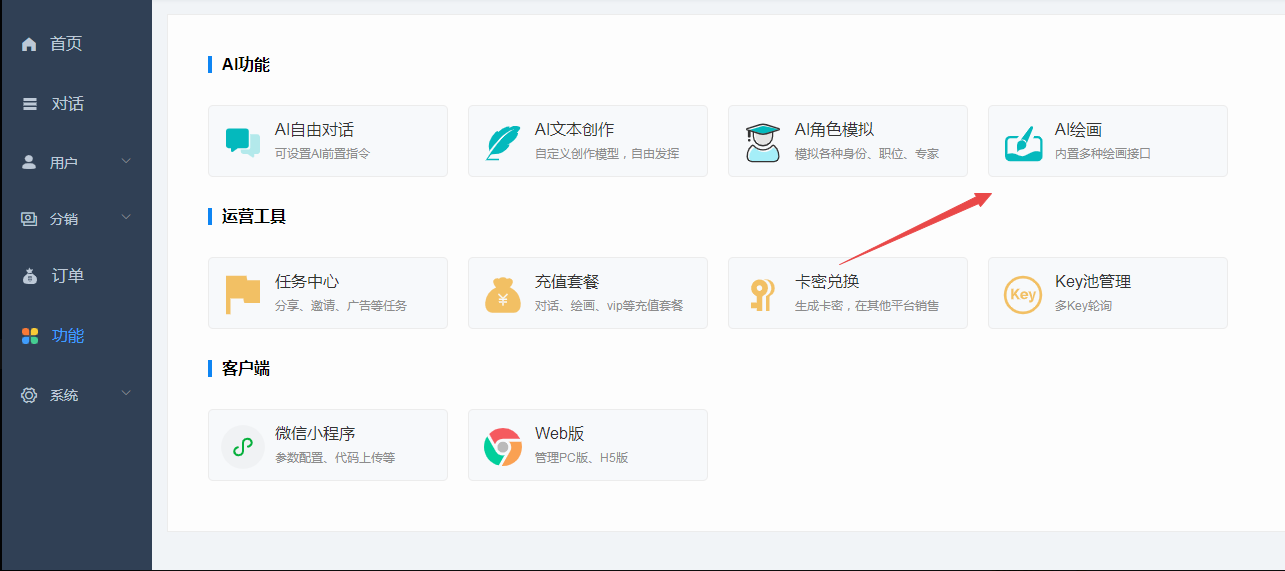 首页
对话
用户
分销
订单
功能
系统
AI功能
AI自由对话
可设置AI前置指令
AI文本创作
自定义创作模型，自由发挥
AI角色模拟
模拟各种身份、职位、专家
AI绘画
内置多种绘画接口
运营工具
任务中心
分享、邀请、广告等任务
充值套餐
对话、绘画、vip等充值套餐
卡密兑换
生成卡密，在其他平台销售
Key
Key池管理
多Key轮询
客户端
微信小程序
参数配置、代码上传等
Web版
管理PC版、H5版